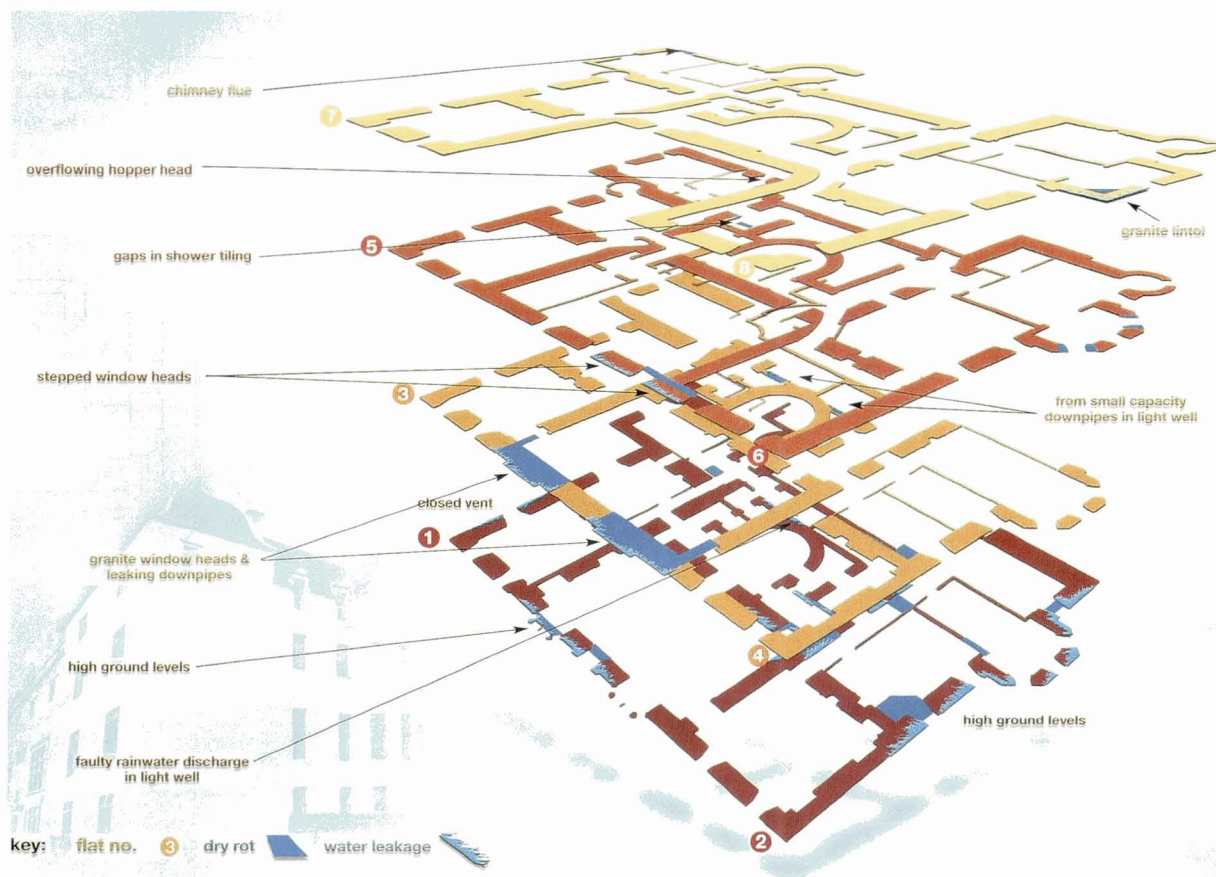 chimney flue
7
overflowing hopper head
granite lintol
gaps in shower tiling
5
8
stepped window heads
3
from small capacity
downpipes in light well
6
closed vent
1
granite window heads &
leaking downpipes
high ground levels
4
high ground levels
faulty rainwater discharge
in light well
2
key: flat no. 3 dry rot water leakage